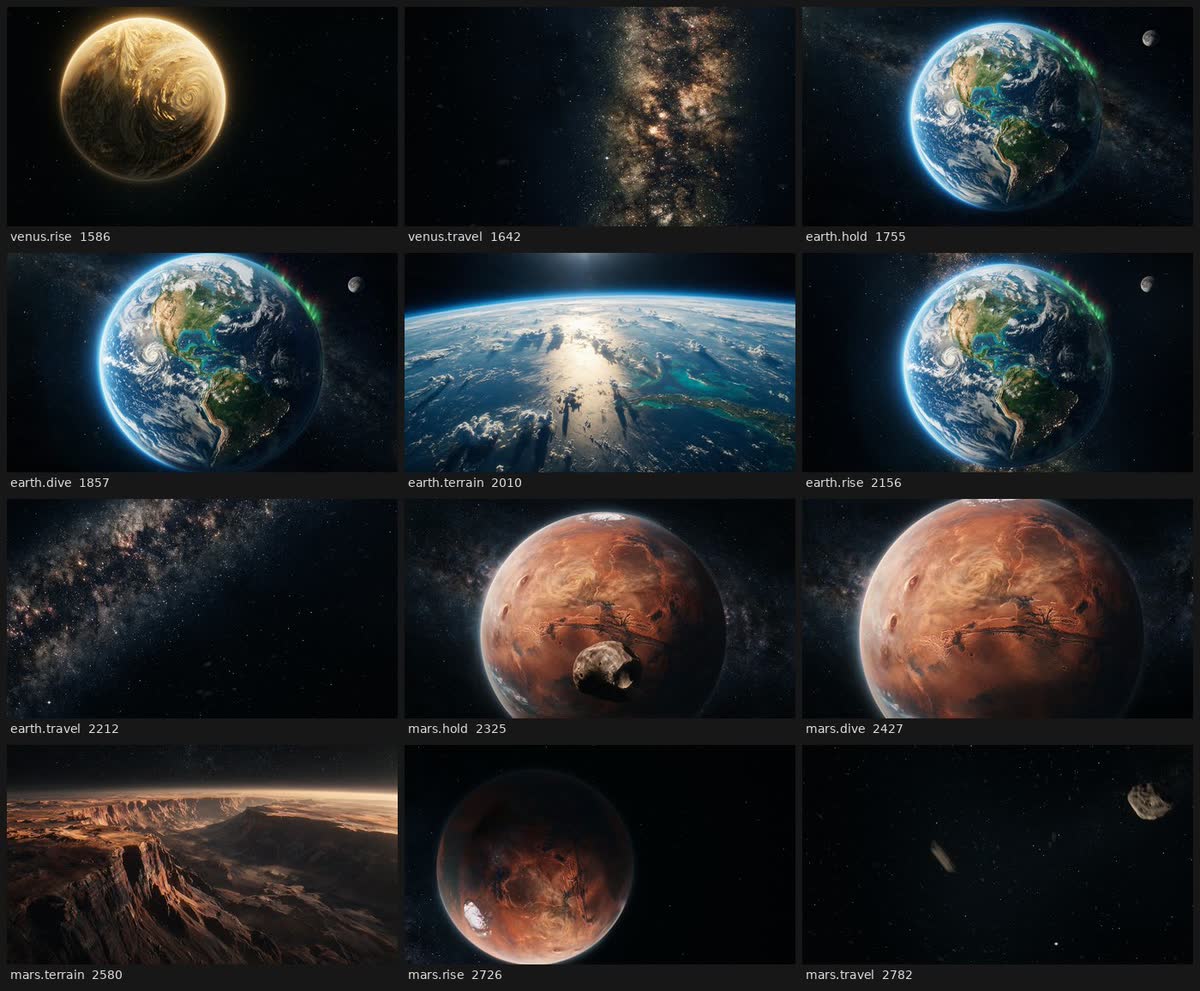 venus.rise 1586
venus.travel 1642
earth.hold 1755
earth.dive 1857
earth.terrain 2010
earth.rise 2156
earth.travel 2212
mars.hold 2325
mars.dive 2427
mars.terrain 2580
mars.rise 2726
mars.travel 2782